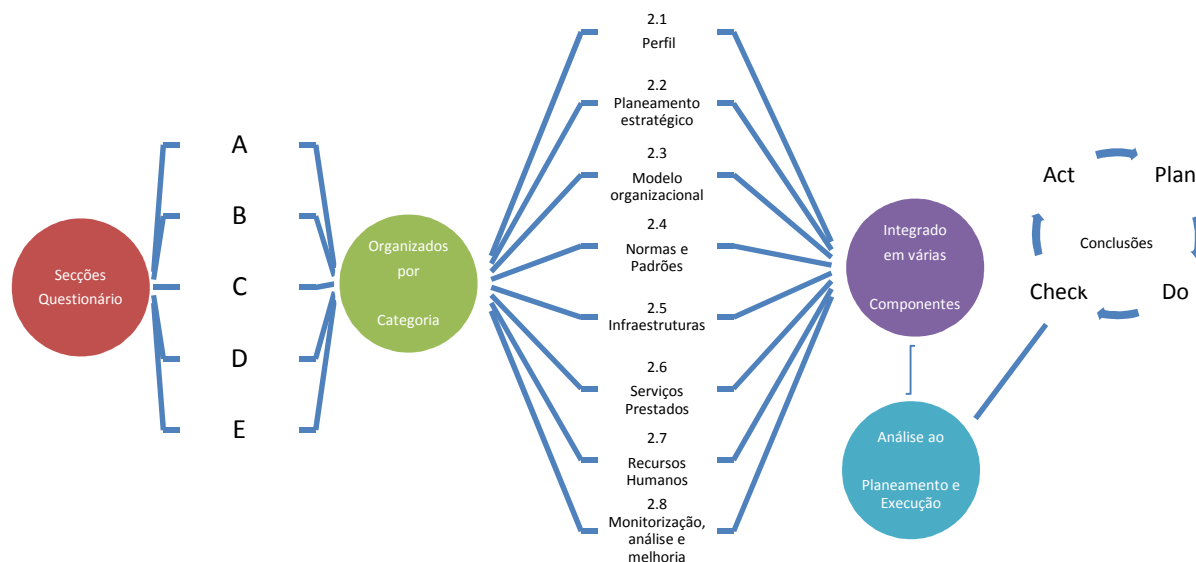 Secções
Questionário
A
B
C
D
E
Organizados
por
Categoria
2.1
Perfil
2.2
Planeamento
estratégico
2.3
Modelo
organizacional
2.4
Normas e
Padrões
2.5
Infraestruturas
2.6
Serviços
Prestados
2.7
Recursos
Humanos
2.8
Monitorização,
análise e
melhoria
Integrado
em várias
Componentes
Análise ao
Planeamento e
Execução
Act
Plan
Conclusões
Check
Do